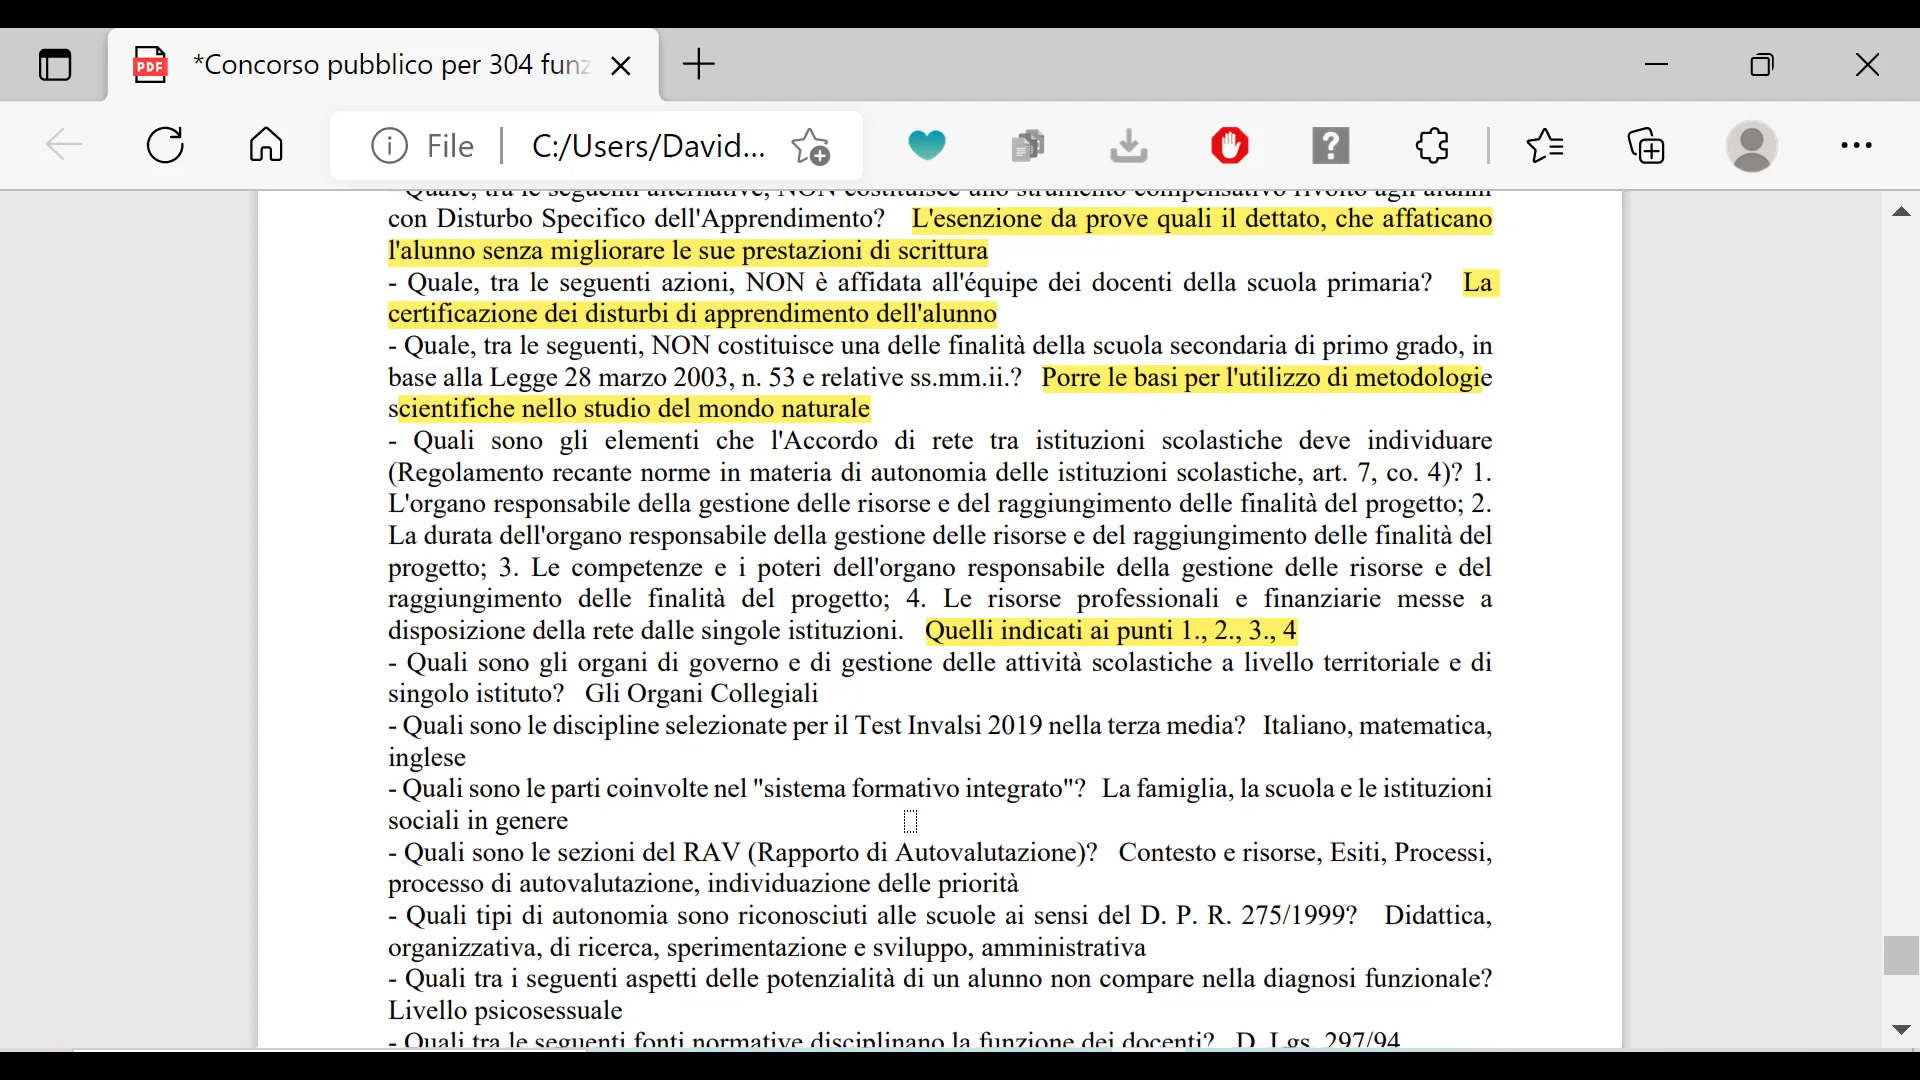 *Concorso pubblico per 304 funz
File
C:/Users/David...
Quale, tra le seguenti alternative, NON costituisce uno strumento compensativo rivolto agli alunni
con Disturbo Specifico dell'Apprendimento? L'esenzione da prove quali il dettato, che affaticano
l'alunno senza migliorare le sue prestazioni di scrittura
- Quale, tra le seguenti azioni, NON è affidata all'équipe dei docenti della scuola primaria? La
certificazione dei disturbi di apprendimento dell'alunno
- Quale, tra le seguenti, NON costituisce una delle finalità della scuola secondaria di primo grado, in
base alla Legge 28 marzo 2003, n. 53 e relative ss.mm.ii.? Porre le basi per l'utilizzo di metodologie
scientifiche nello studio del mondo naturale
- Quali sono gli elementi che l'Accordo di rete tra istituzioni scolastiche deve individuare
(Regolamento recante norme in materia di autonomia delle istituzioni scolastiche, art. 7, co. 4)? 1.
L'organo responsabile della gestione delle risorse e del raggiungimento delle finalità del progetto; 2.
La durata dell'organo responsabile della gestione delle risorse e del raggiungimento delle finalità del
progetto; 3. Le competenze e i poteri dell'organo responsabile della gestione delle risorse e del
raggiungimento delle finalità del progetto; 4. Le risorse professionali e finanziarie messe a
disposizione della rete dalle singole istituzioni. Quelli indicati ai punti 1., 2., 3., 4
- Quali sono gli organi di governo e di gestione delle attività scolastiche a livello territoriale e di
singolo istituto? Gli Organi Collegiali
- Quali sono le discipline selezionate per il Test Invalsi 2019 nella terza media? Italiano, matematica,
inglese
- Quali sono le parti coinvolte nel "sistema formativo integrato"? La famiglia, la scuola e le istituzioni
sociali in genere
- Quali sono le sezioni del RAV (Rapporto di Autovalutazione)? Contesto e risorse, Esiti, Processi,
processo di autovalutazione, individuazione delle priorità
- Quali tipi di autonomia sono riconosciuti alle scuole ai sensi del D. P. R. 275/1999? Didattica,
organizzativa, di ricerca, sperimentazione e sviluppo, amministrativa
- Quali tra i seguenti aspetti delle potenzialità di un alunno non compare nella diagnosi funzionale?
Livello psicosessuale
- Quali tra le seguenti fonti normative disciplinano la funzione dei docenti? D. Lgs. 297/94